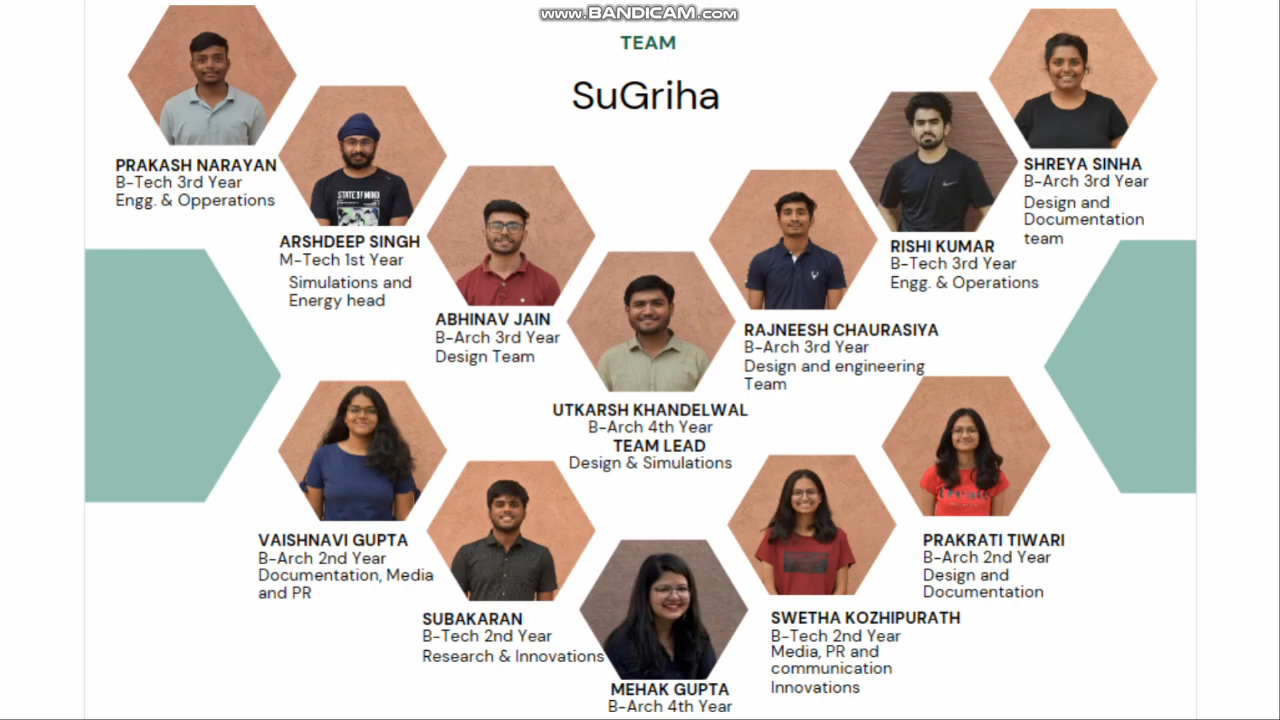 www.BANDICAM.com
TEAM
SuGriha
PRAKASH NARAYAN
B-Tech 3rd Year
Engg. & Opperations
ARSHDEEP SINGH
M-Tech 1st Year
Simulations and
Energy head
ABHINAV JAIN
B-Arch 3rd Year
Design Team
UTKARSH KHANDELWAL
B-Arch 4th Year
TEAM LEAD
Design & Simulations
RAJNEESH CHAURASIYA
B-Arch 3rd Year
Design and engineering
Team
RISHI KUMAR
B-Tech 3rd Year
Engg. & Operations
SHREYA SINHA
B-Arch 3rd Year
Design and
Documentation
team
STATE OF MIND
VAISHNAVI GUPTA
B-Arch 2nd Year
Documentation, Media
and PR
SUBAKARAN
B-Tech 2nd Year
Research & Innovations
MEHAK GUPTA
B-Arch 4th Year
SWETHA KOZHIPURATH
B-Tech 2nd Year
Media, PR and
communication
Innovations
PRAKRATI TIWARI
B-Arch 2nd Year
Design and
Documentation
Create